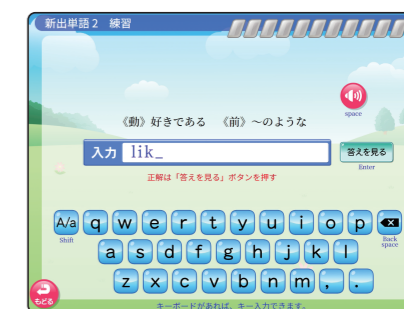 新出単語2 練習
space
《動》好きである 《前》～のような
入力 lik_
答えを見る
Enter
正解は「答えを見る」ボタンを押す
A/a q w e r t y u i o p
Shift
Back
space
a s d f g h j k l
z x c v b n m , .
もどる
キーボードがあれば、キー入力できます。